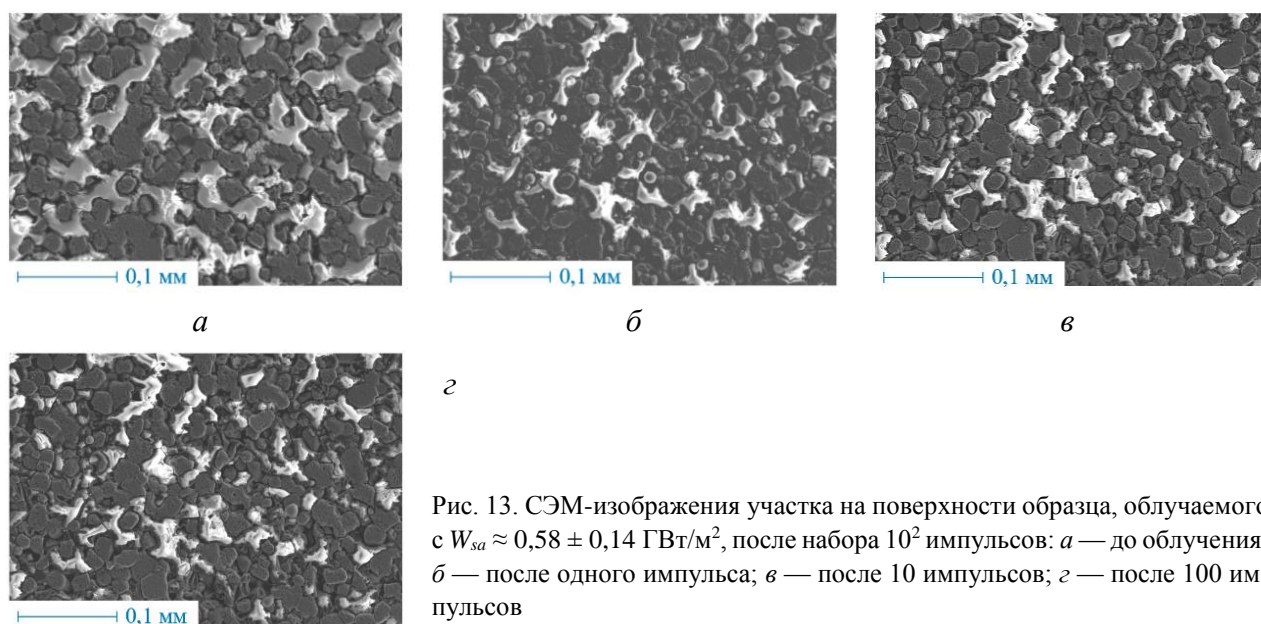 0,1 мм
0,1 мм
0,1 мм
а
б
в
г
0,1 мм
Рис. 13. СЭМ-изображения участка на поверхности образца, облучаемого
с Wsa ≈ 0,58 ± 0,14 ГВт/м², после набора 10² импульсов: а — до облучения
б — после одного импульса; в — после 10 импульсов; г — после 100 им
пульсов